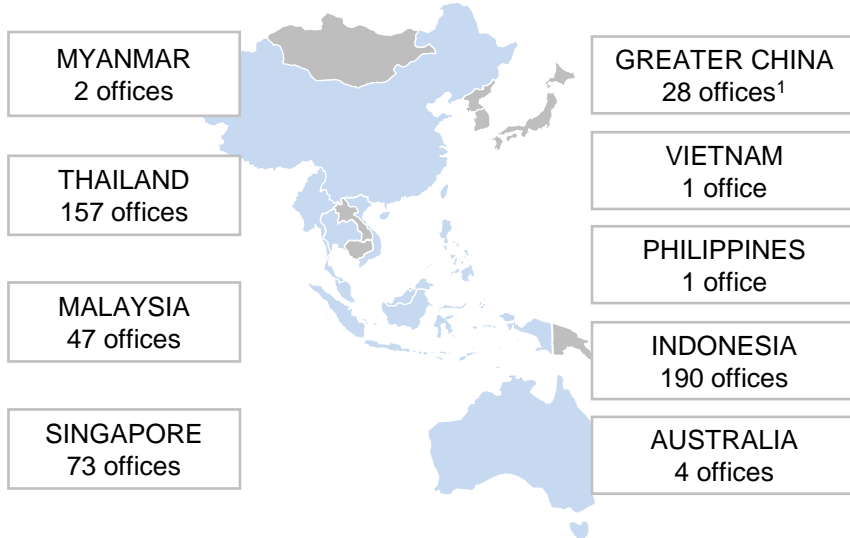 MYANMAR
2 offices
THAILAND
157 offices
MALAYSIA
47 offices
SINGAPORE
73 offices
GREATER CHINA
28 offices¹
VIETNAM
1 office
PHILIPPINES
1 office
INDONESIA
190 offices
AUSTRALIA
4 offices